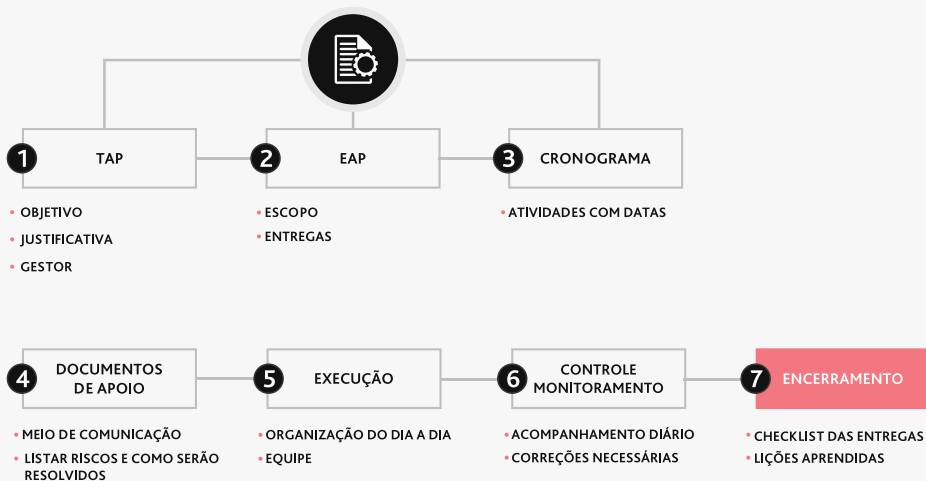 1 TAP
2 EAP
3 CRONOGRAMA
• OBJETIVO
• JUSTIFICATIVA
• GESTOR
• ESCOPO
• ENTREGAS
• ATIVIDADES COM DATAS
4 DOCUMENTOS
DE APOIO
5 EXECUÇÃO
6 CONTROLE
MONITORAMENTO
7 ENCERRAMENTO
• MEIO DE COMUNICAÇÃO
• LISTAR RISCOS E COMO SERÃO
RESOLVIDOS
• ORGANIZAÇÃO DO DIA A DIA
• EQUIPE
• ACOMPANHAMENTO DIÁRIO
• CORREÇÕES NECESSÁRIAS
• CHECKLIST DAS ENTREGAS
• LIÇÕES APRENDIDAS